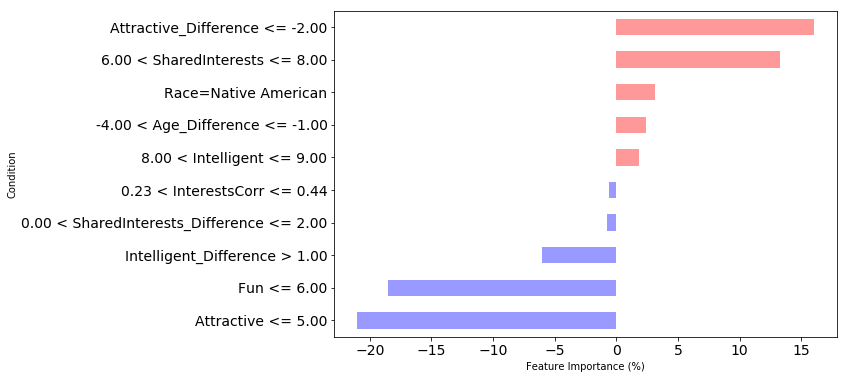 Attractive_Difference <= -2.00
6.00 < SharedInterests <= 8.00
Race=Native American
-4.00 < Age_Difference <= -1.00
8.00 < Intelligent <= 9.00
0.23 < InterestsCorr <= 0.44
0.00 < SharedInterests_Difference <= 2.00
Intelligent_Difference > 1.00
Fun <= 6.00
Attractive <= 5.00
Condition
−20 −15 −10 −5 0 5 10 15
Feature Importance (%)